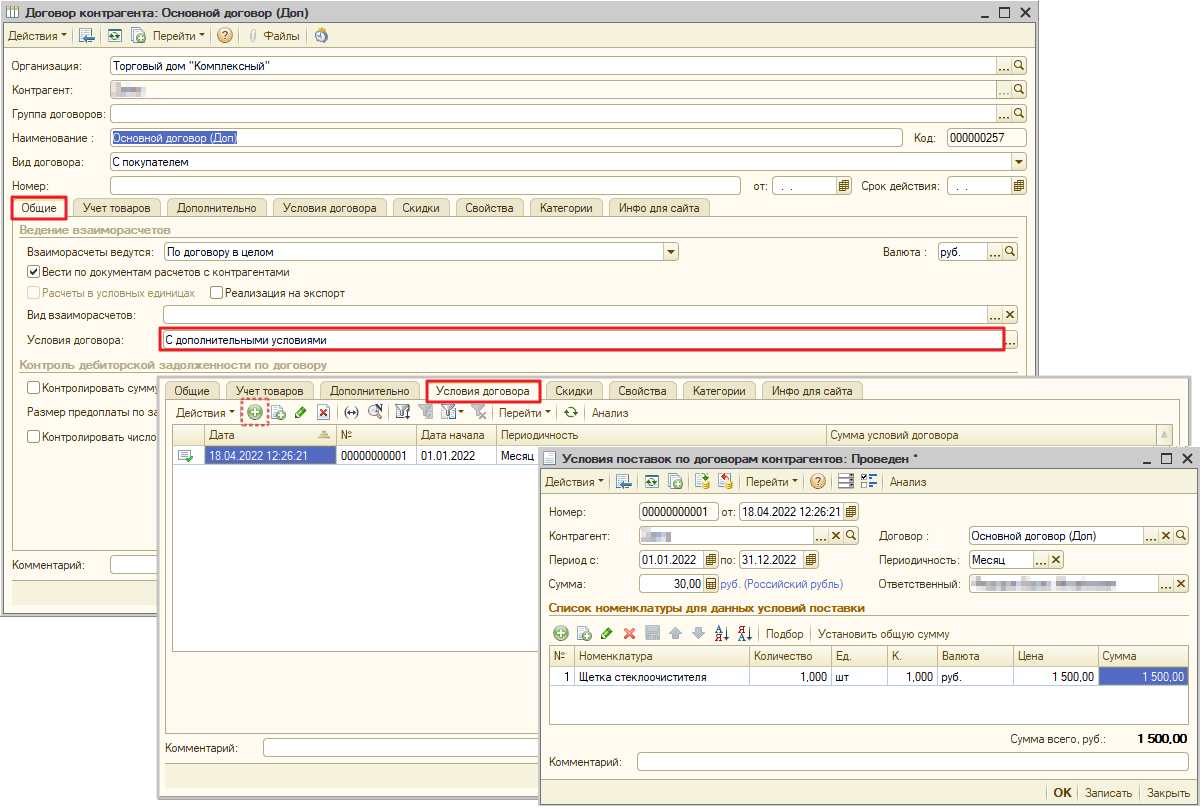 Договор контрагента: Основной договор (Доп)
Действия Перейти Файлы
Организация: Торговый дом "Комплексный" ...
Контрагент: ...
Группа договоров: ...
Наименование : Основной договор (Доп) Код: 000000257
Вид договора: С покупателем
Номер: от: . . Срок действия: . .
Общие Учет товаров Дополнительно Условия договора Скидки Свойства Категории Инфо для сайта
Ведение взаиморасчетов
Взаиморасчеты ведутся: По договору в целом Валюта : руб. ...
Вести по документам расчетов с контрагентами
Расчеты в условных единицах Реализация на экспорт
Вид взаиморасчетов: ...
Условия договора: С дополнительными условиями ...
Контроль дебиторской задолженности по договору
Контролировать сумму
Размер предоплаты по за
Контролировать число
Комментарий:
Общие Учет товаров Дополнительно Условия договора Скидки Свойства Категории Инфо для сайта
Действия Перейти Анализ
Дата № Дата начала Периодичность Сумма условий договора
18.04.2022 12:26:21 00000000001 01.01.2022 Месяц
Комментарий:
Условия поставок по договорам контрагентов: Проведен *
Действия Перейти Анализ
Номер: 00000000001 от: 18.04.2022 12:26:21
Контрагент: ... Договор : Основной договор (Доп) ...
Период с: 01.01.2022 по: 31.12.2022 Периодичность: Месяц ...
Сумма: 30,00 руб. (Российский рубль) Ответственный: ...
Список номенклатуры для данных условий поставки
Подбор Установить общую сумму
№ Номенклатура Количество Ед. К. Валюта Цена Сумма
1 Щетка стеклоочистителя 1,000 шт 1,000 руб. 1 500,00 1 500,00
Сумма всего, руб.: 1 500,00
Комментарий:
OK Записать Закрыть